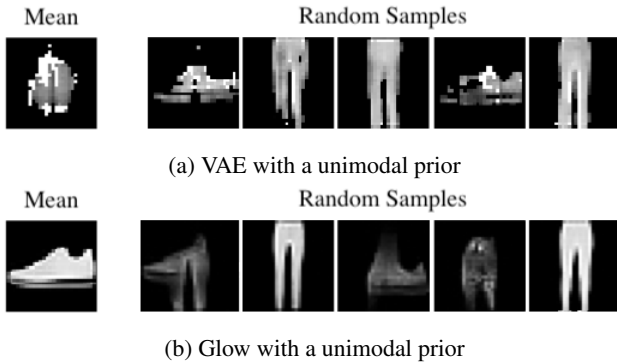 Mean Random Samples
(a) VAE with a unimodal prior
Mean Random Samples
(b) Glow with a unimodal prior